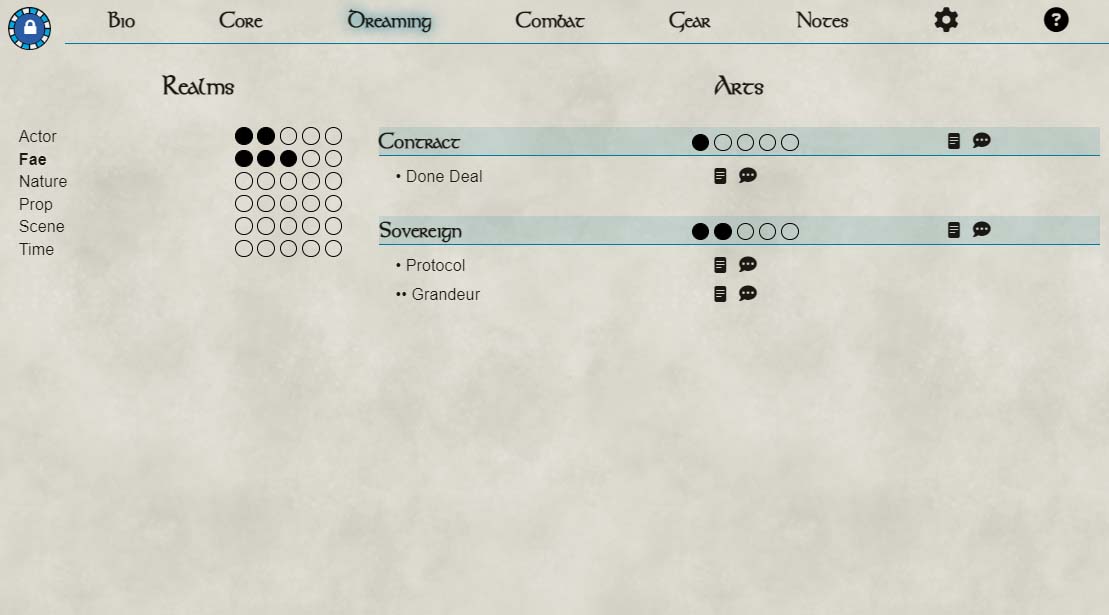 Bio Core Dreaming Combat Gear Notes ?
Realms
Actor
Fae
Nature
Prop
Scene
Time
Arts
Contract
• Done Deal
Sovereign
• Protocol
•• Grandeur